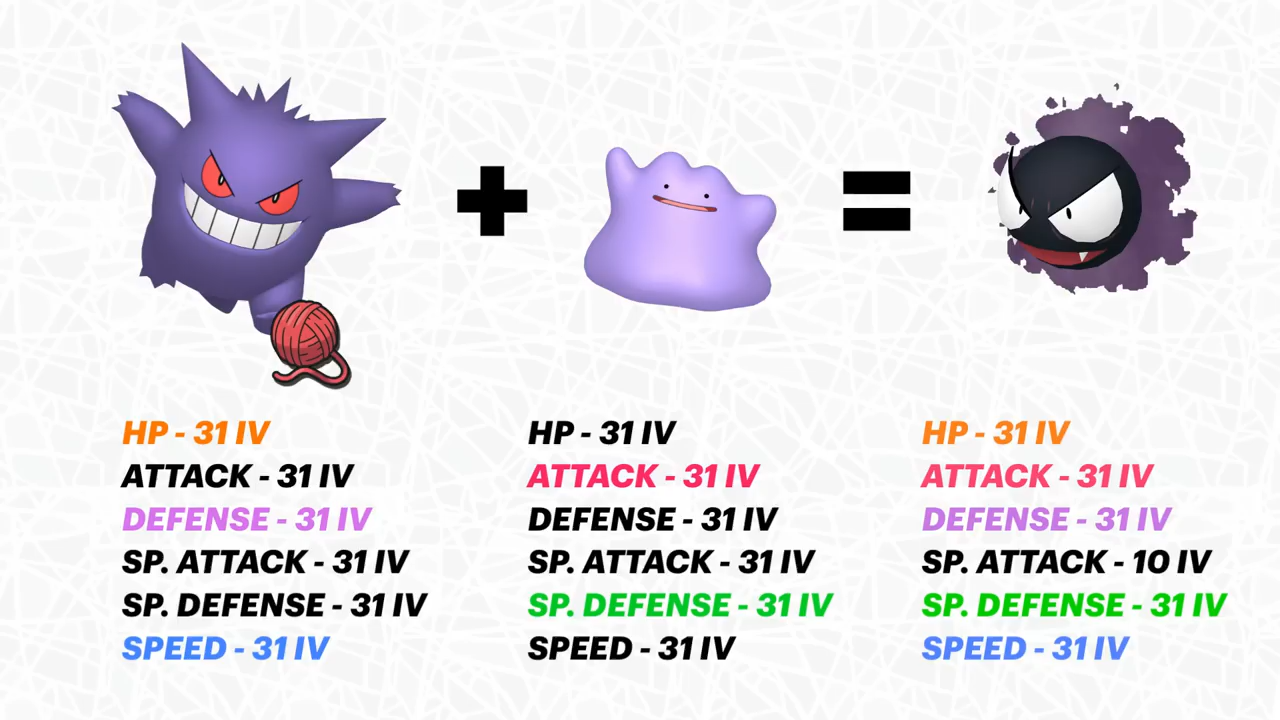 +
=
HP - 31 IV
ATTACK - 31 IV
DEFENSE - 31 IV
SP. ATTACK - 31 IV
SP. DEFENSE - 31 IV
SPEED - 31 IV
HP - 31 IV
ATTACK - 31 IV
DEFENSE - 31 IV
SP. ATTACK - 31 IV
SP. DEFENSE - 31 IV
SPEED - 31 IV
HP - 31 IV
ATTACK - 31 IV
DEFENSE - 31 IV
SP. ATTACK - 10 IV
SP. DEFENSE - 31 IV
SPEED - 31 IV